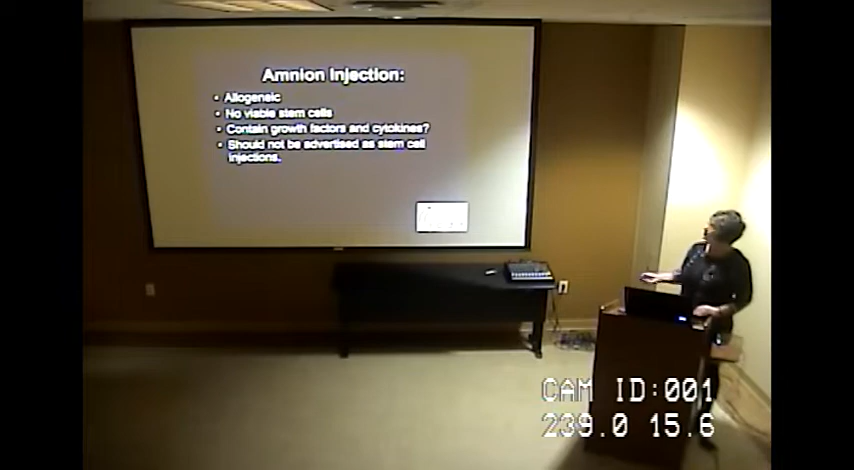 Amnion Injection:
• Allogeneic
• No viable stem cells
• Contain growth factors and cytokines?
• Should not be advertised as stem cell
injections.
CAM ID:001
239.0 15.6